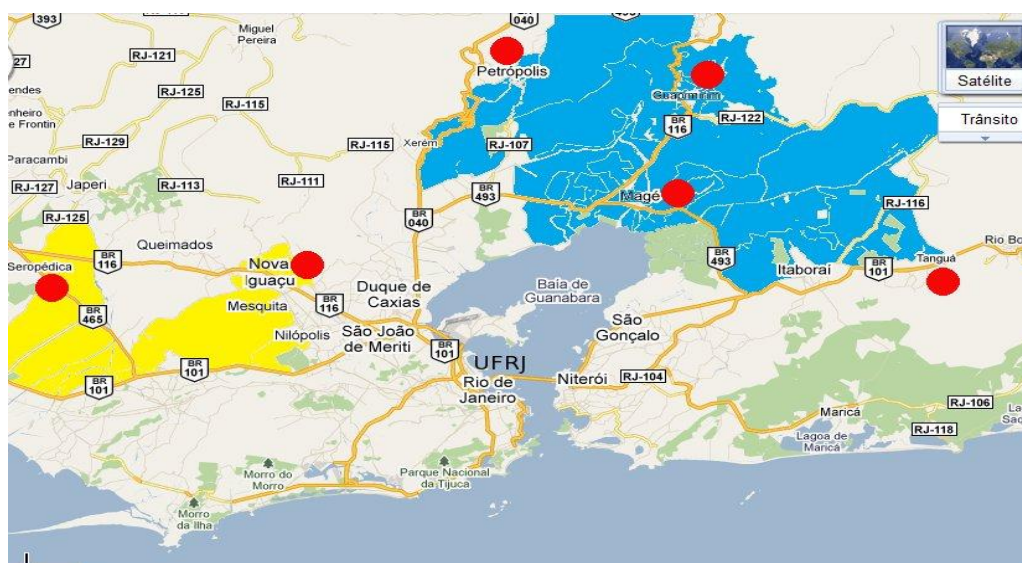 393
RJ-
Miguel
Pereira
BR
040
493
27
RJ-121
Petrópolis
Satélite
RJ-125
endes
RJ-115
nheiro
e Frontin
BR
116
RJ-122
Trânsito
RJ-129
RJ-115
Xerém
RJ-107
Paracambi
RJ-127
Japeri
RJ-113
RJ-111
BR
493
Magé
RJ-116
RJ-125
BR
040
Queimados
BR
116
Seropédica
Nova
Iguaçu
BR
493
Itaboraí
BR
101
Tanguá
Rio Bo
Duque de
Caxias
Baía de
Guanabara
BR
465
Mesquita
BR
116
Nilópolis
São João
de Meriti
BR
101
São
Gonçalo
BR
101
BR
101
UFRJ
Rio de
Janeiro
Niterói
RJ-104
RJ-106
Maricá
La
RJ-118
Lagoa de
Maricá
Morro do
Morro
Parque Nacional
da Tijuca
Morro
da Ilha